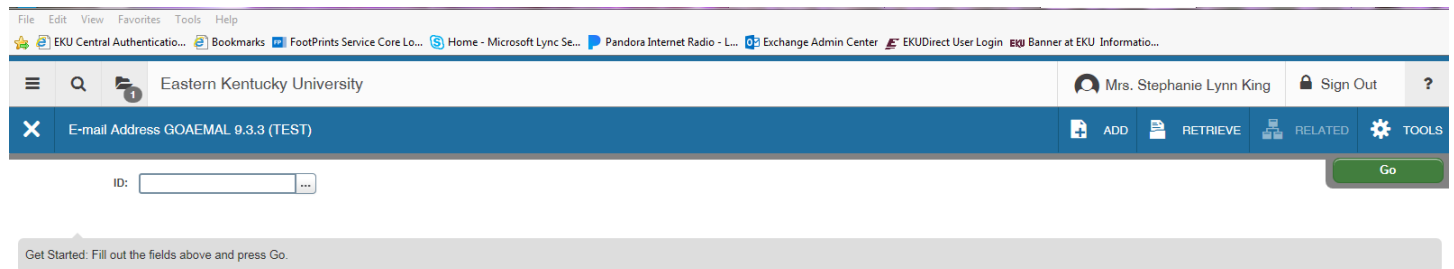 File Edit View Favorites Tools Help
EKU Central Authenticatio... Bookmarks FootPrints Service Core Lo... Home - Microsoft Lync Se... Pandora Internet Radio - L... Exchange Admin Center EKUDirect User Login EKU Banner at EKU Informatio...
1 Eastern Kentucky University Mrs. Stephanie Lynn King Sign Out ?
E-mail Address GOAEMAL 9.3.3 (TEST) ADD RETRIEVE RELATED TOOLS
ID: ... Go
Get Started: Fill out the fields above and press Go.